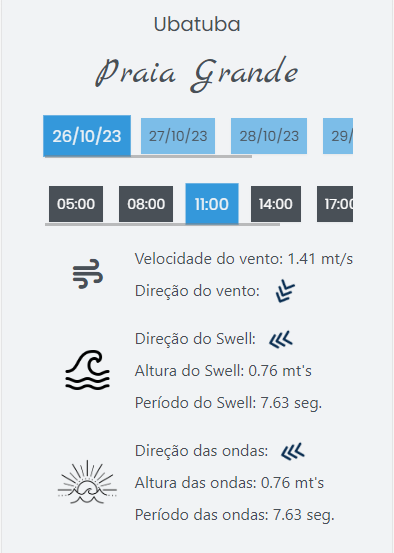 Ubatuba
Praia Grande
26/10/23 27/10/23 28/10/23 29/
05:00 08:00 11:00 14:00 17:00
Velocidade do vento: 1.41 mt/s
Direção do vento:
Direção do Swell:
Altura do Swell: 0.76 mt's
Período do Swell: 7.63 seg.
Direção das ondas:
Altura das ondas: 0.76 mt's
Período das ondas: 7.63 seg.